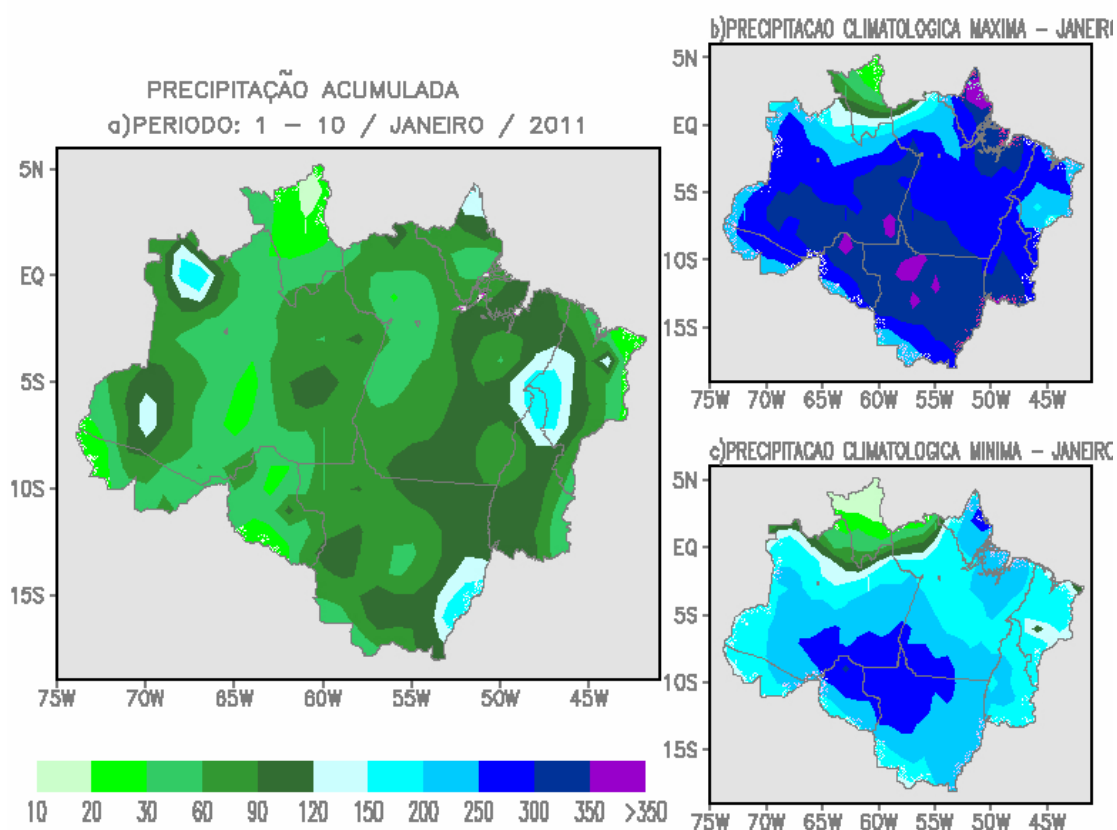 PRECIPITAÇÃO ACUMULADA
a)PERIODO: 1 – 10 / JANEIRO / 2011
5N
EQ
5S
10S
15S
75W 70W 65W 60W 55W 50W 45W
10 20 30 60 90 120 150 200 250 300 350 >350
b)PRECIPITACAO CLIMATOLOGICA MAXIMA – JANEIR
5N
EQ
5S
10S
15S
75W 70W 65W 60W 55W 50W 45W
c)PRECIPITACAO CLIMATOLOGICA MINIMA – JANEIRO
5N
EQ
5S
10S
15S
75W 70W 65W 60W 55W 50W 45W